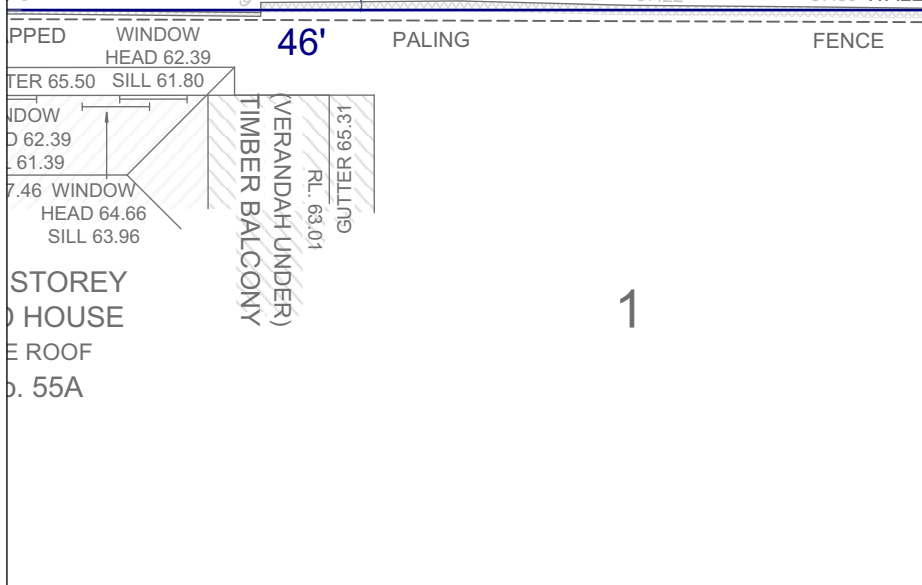 APPED
WINDOW
HEAD 62.39
SILL 61.80
46'
PALING
FENCE
TER 65.50
NDOW
D 62.39
L 61.39
7.46 WINDOW
HEAD 64.66
SILL 63.96
TIMBER BALCONY
(VERANDAH UNDER)
RL. 63.01
GUTTER 65.31
STOREY
HOUSE
E ROOF
55A
1